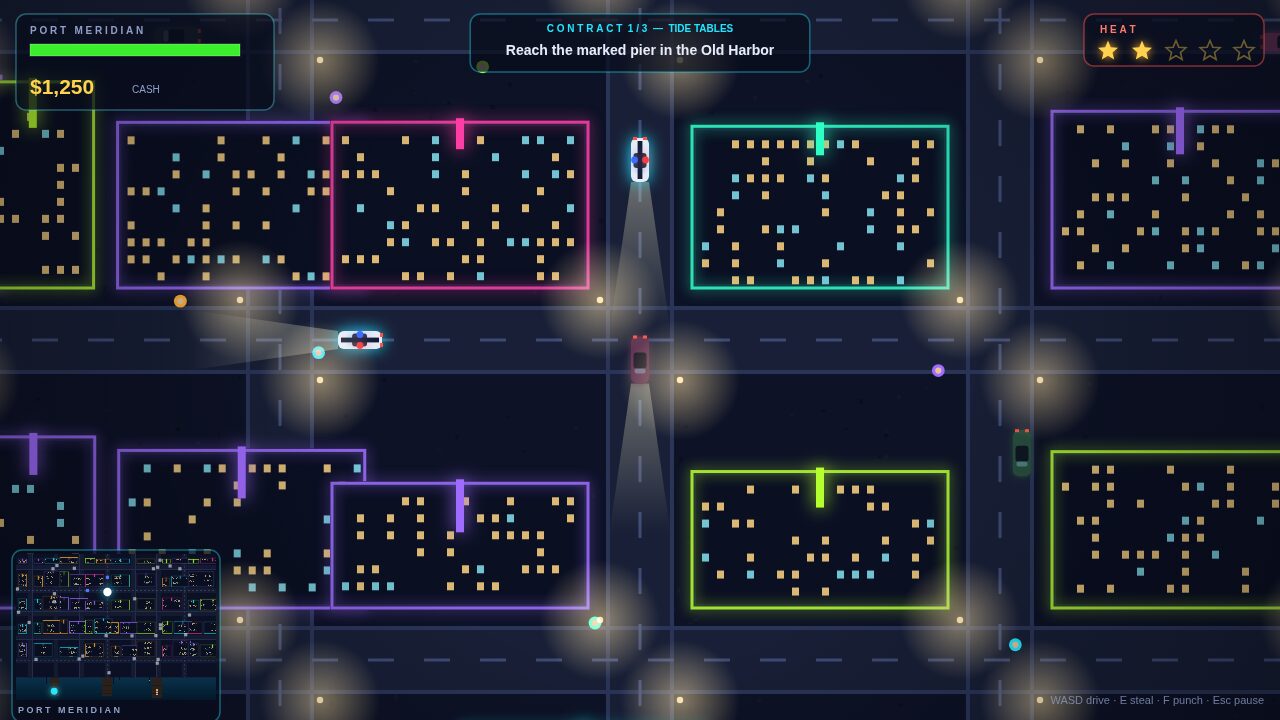 PORT MERIDIAN
$1,250 CASH
CONTRACT 1/3 — TIDE TABLES
Reach the marked pier in the Old Harbor
HEAT
PORT MERIDIAN
WASD drive · E steal · F punch · Esc pause